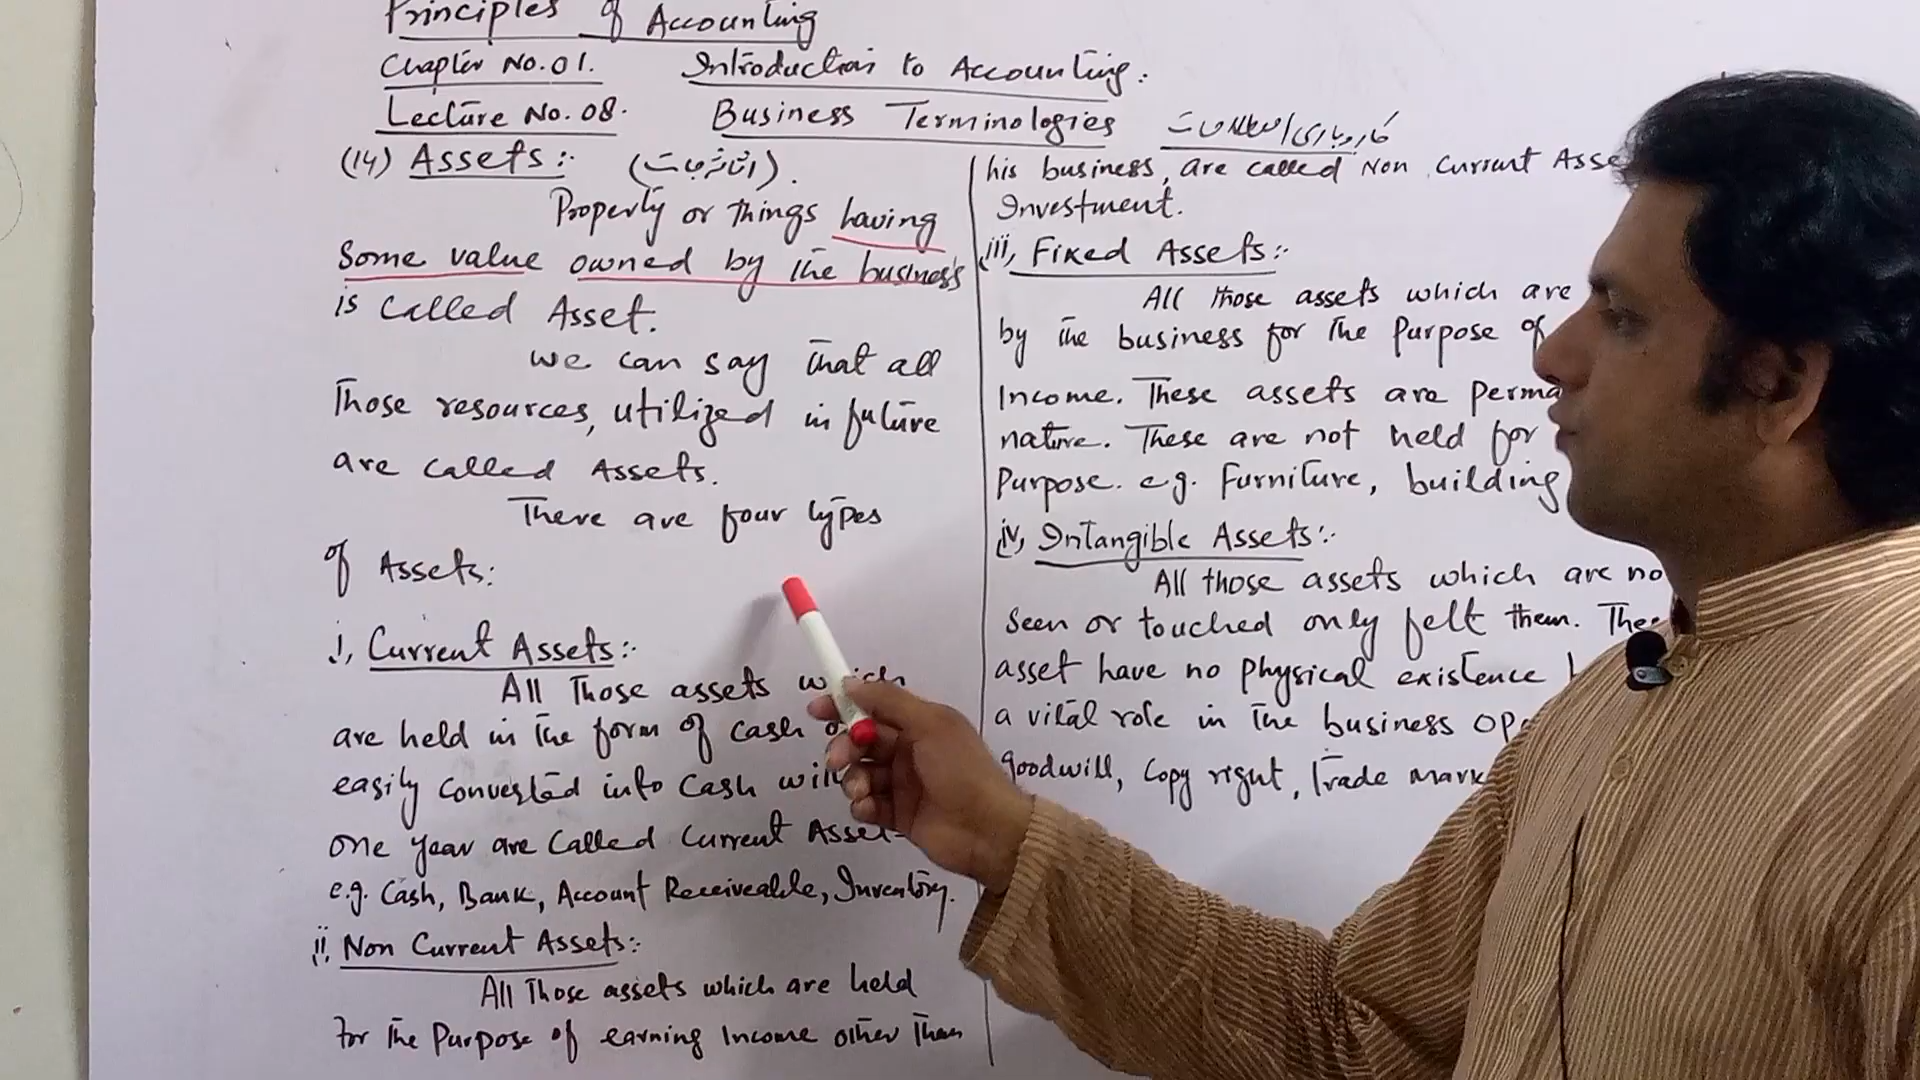 Principles of Accounting
Chapter No.01. Introduction to Accounting:
Lecture No.08. Business Terminologies کاروباری اصطلاحات
(14) Assets:- (اثاثہ جات).
Property or things having
Some value owned by the business
is Called Asset.
We can say that all
Those resources, utilized in future
are called Assets.
There are four types
of Assets:
i, Current Assets:-
All Those assets which
are held in the form of cash
easily converted into Cash
one year are Called Current
e.g. Cash, Bank, Account Receiveable, Inventory.
ii, Non Current Assets:-
All Those assets which are held
For the Purpose of earning Income other Than
his business, are called Non Current
Investment.
iii, Fixed Assets:-
All those assets which are
by the business for the Purpose of
Income. These assets are
nature. These are not held for
Purpose. e.g. Furniture, building
iv, Intangible Assets:-
All those assets which are
Seen or touched only felt them.
asset have no physical existence
a vital role in the business
goodwill, Copy right, Trade mark